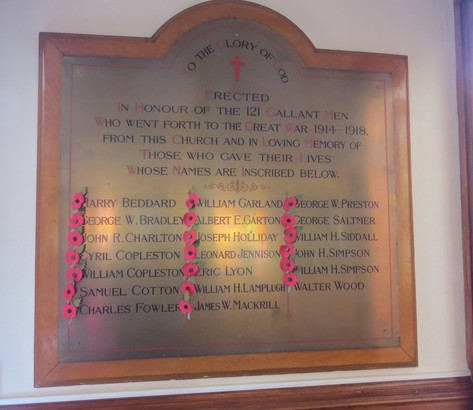 TO THE GLORY OF GOD
ERECTED
IN HONOUR OF THE 121 GALLANT MEN
WHO WENT FORTH TO THE GREAT WAR 1914-1918,
FROM THIS CHURCH AND IN LOVING MEMORY OF
THOSE WHO GAVE THEIR LIVES
WHOSE NAMES ARE INSCRIBED BELOW.
HARRY BEDDARD
GEORGE W. BRADLEY
JOHN R. CHARLTON
CYRIL COPLESTON
WILLIAM COPLESTON
SAMUEL COTTON
CHARLES FOWLER
WILLIAM GARLAND
ALBERT E. GARTON
JOSEPH HOLLIDAY
LEONARD JENNISON
ERIC LYON
WILLIAM H. LAMPLUGH
JAMES W. MACKRILL
GEORGE W. PRESTON
GEORGE SALTMER
WILLIAM H. SIDDALL
JOHN H. SIMPSON
WILLIAM H. SIMPSON
WALTER WOOD